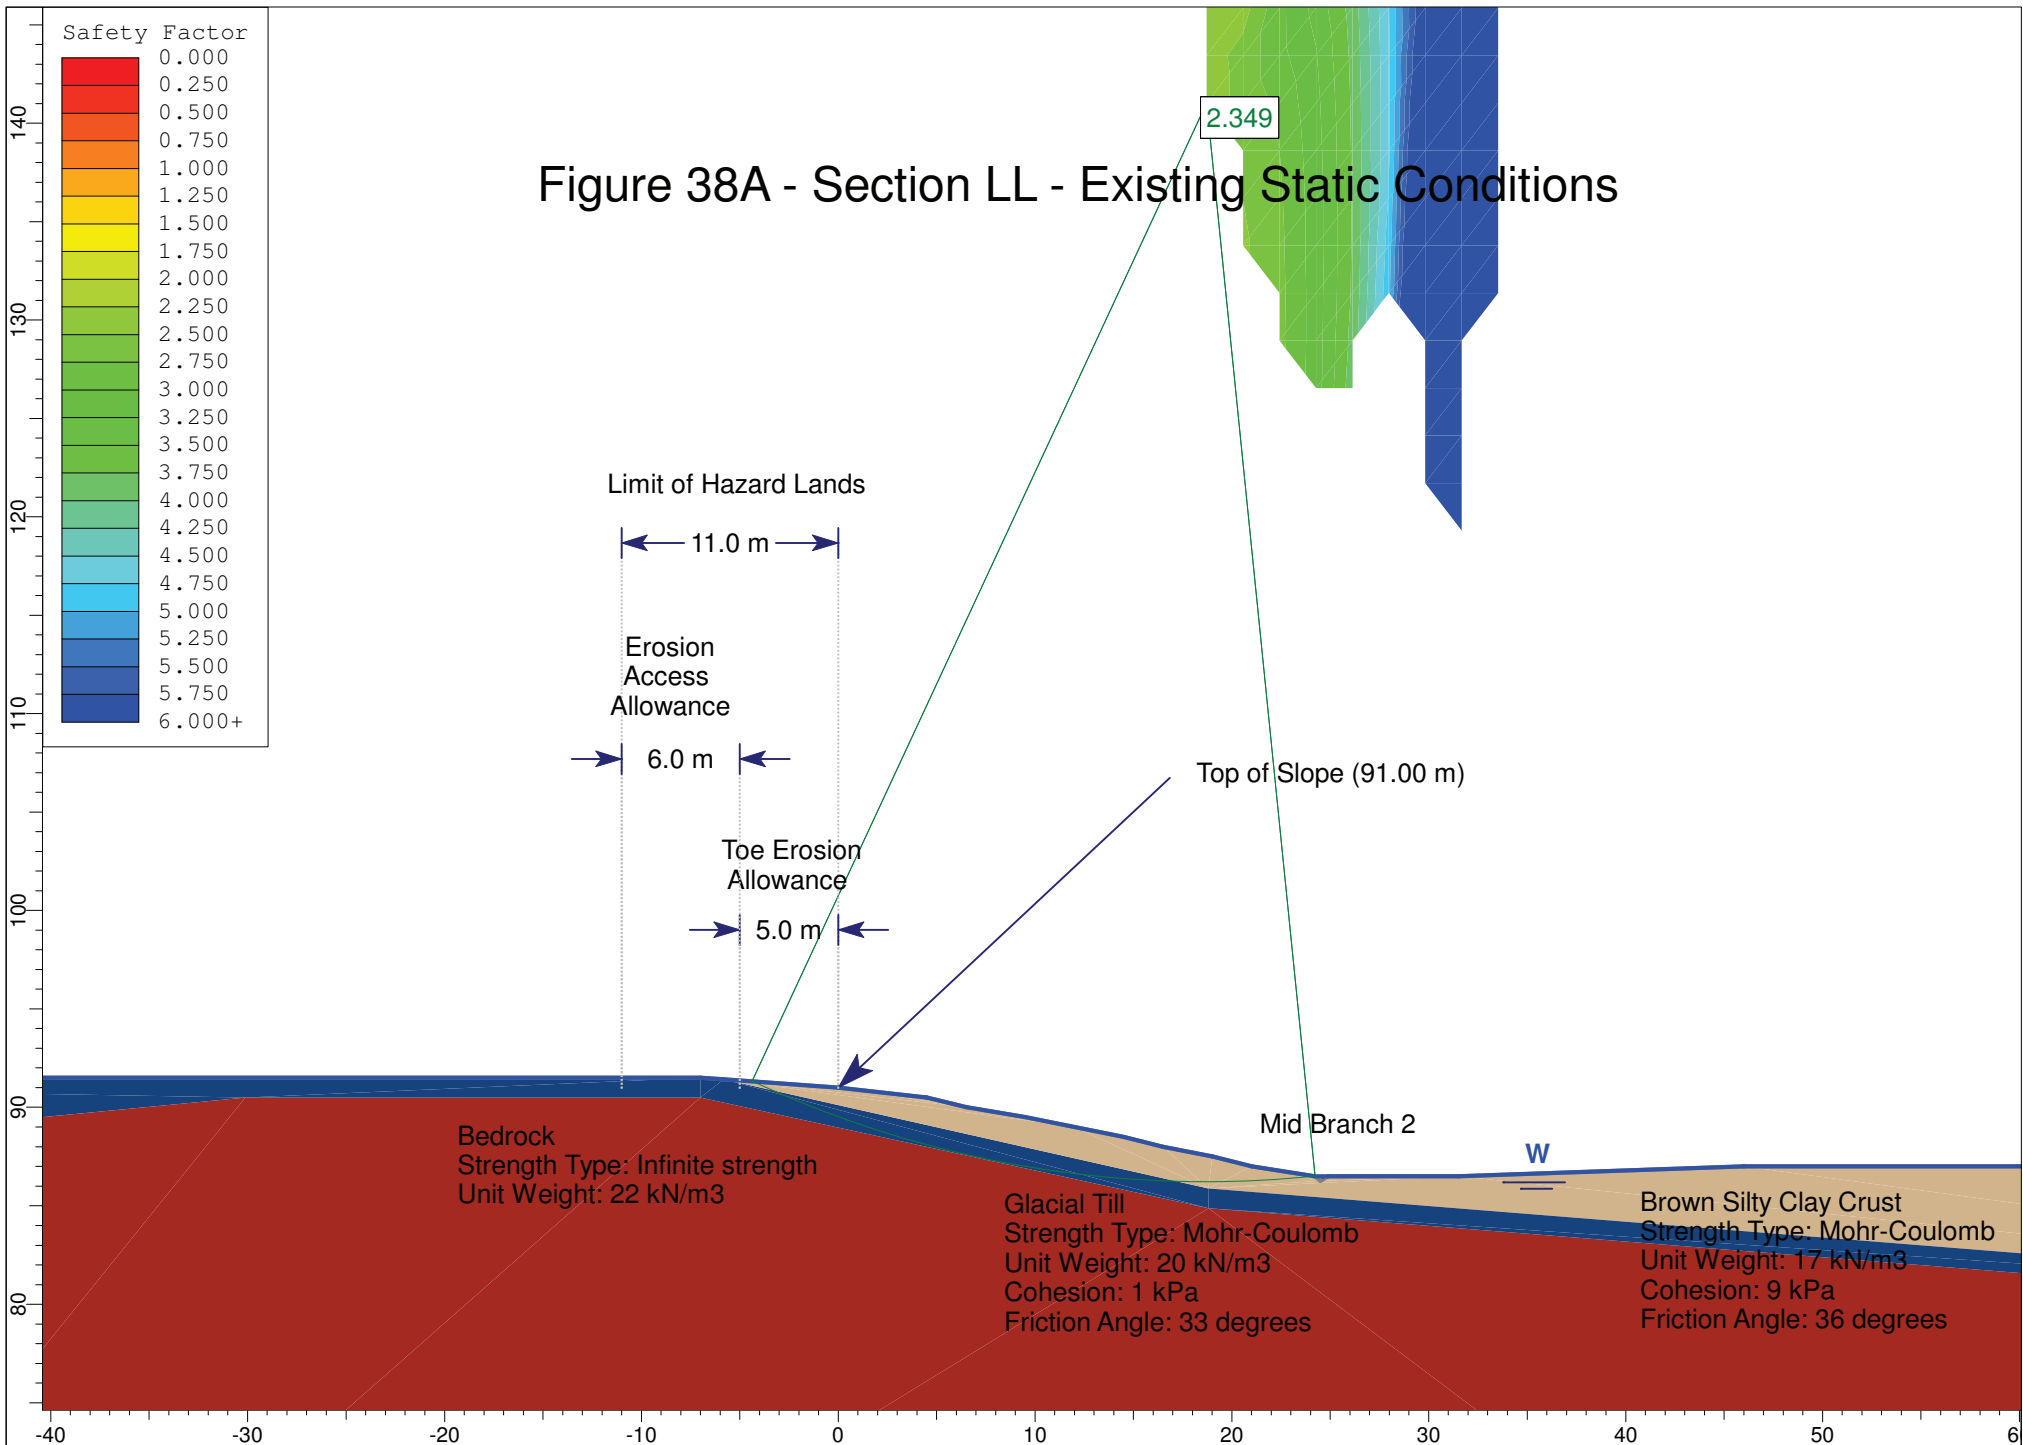 Safety Factor
0.000
0.250
0.500
0.750
1.000
1.250
1.500
1.750
2.000
2.250
2.500
2.750
3.000
3.250
3.500
3.750
4.000
4.250
4.500
4.750
5.000
5.250
5.500
5.750
6.000+
2.349
Figure 38A - Section LL - Existing Static Conditions
Limit of Hazard Lands
11.0 m
Erosion
Access
Allowance
6.0 m
Top of Slope (91.00 m)
Toe Erosion
Allowance
5.0 m
Mid Branch 2
W
Bedrock
Strength Type: Infinite strength
Unit Weight: 22 kN/m3
Glacial Till
Strength Type: Mohr-Coulomb
Unit Weight: 20 kN/m3
Cohesion: 1 kPa
Friction Angle: 33 degrees
Brown Silty Clay Crust
Strength Type: Mohr-Coulomb
Unit Weight: 17 kN/m3
Cohesion: 9 kPa
Friction Angle: 36 degrees
140
130
120
110
100
90
80
-40
-30
-20
-10
0
10
20
30
40
50